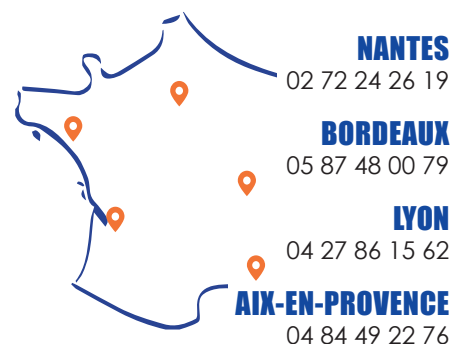 NANTES
02 72 24 26 19
BORDEAUX
05 87 48 00 79
LYON
04 27 86 15 62
AIX-EN-PROVENCE
04 84 49 22 76